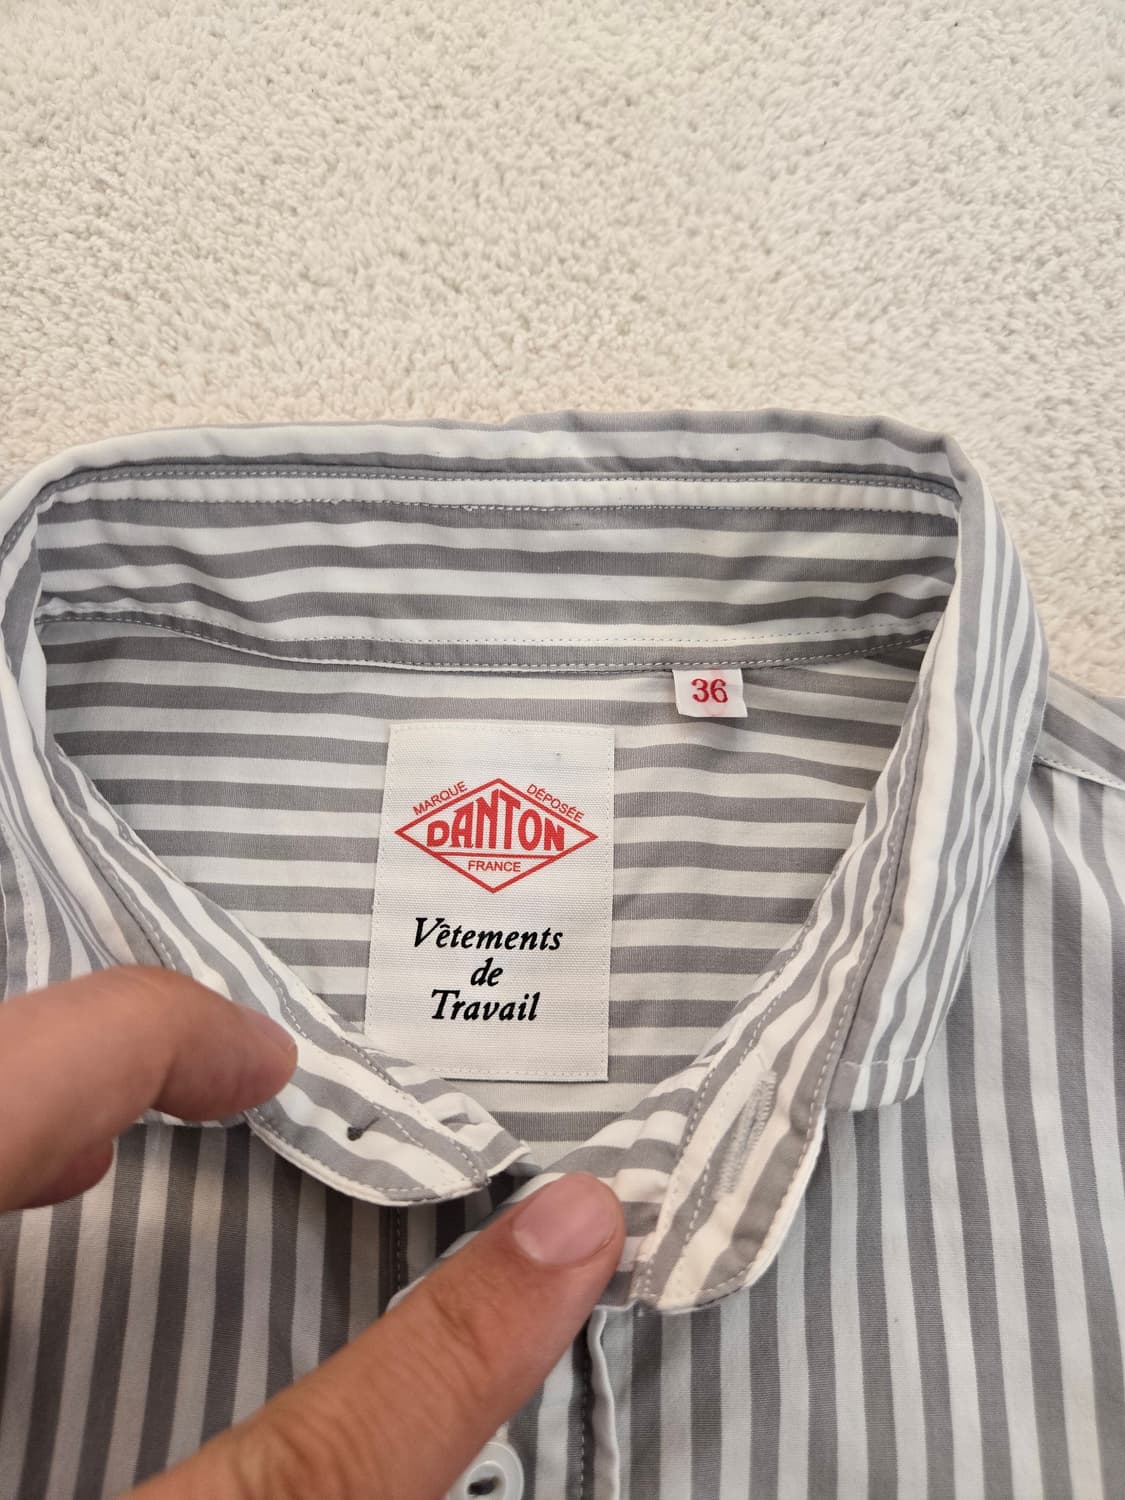 36
MARQUE DÉPOSÉE
DANTON
FRANCE
Vêtements
de
Travail